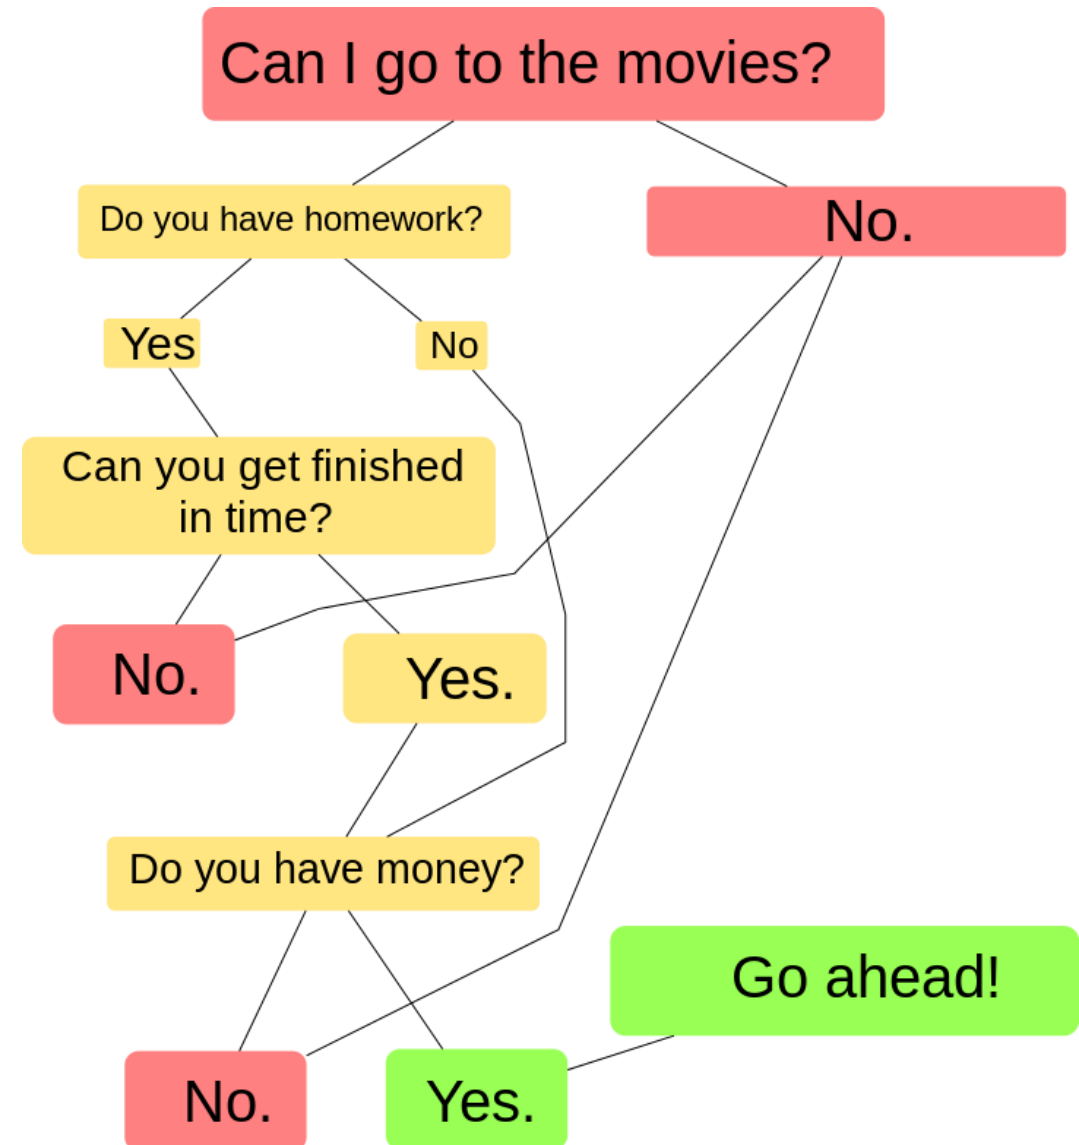 Can I go to the movies?
Do you have homework?
No.
Yes
No
Can you get finished
in time?
No.
Yes.
Do you have money?
Go ahead!
No.
Yes.